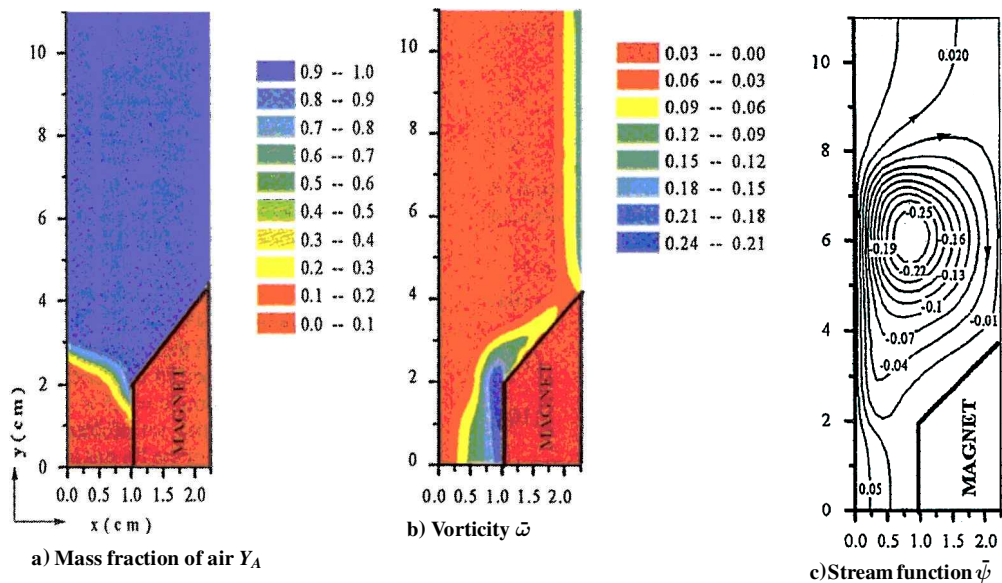 10
8
6
4
2
0
y (cm)
0.0 0.5 1.0 1.5 2.0
x (cm)
MAGNET
0.9 -- 1.0
0.8 -- 0.9
0.7 -- 0.8
0.6 -- 0.7
0.5 -- 0.6
0.4 -- 0.5
0.3 -- 0.4
0.2 -- 0.3
0.1 -- 0.2
0.0 -- 0.1
a) Mass fraction of air Y_A
10
8
6
4
2
0
0.0 0.5 1.0 1.5 2.0
MAGNET
0.03 -- 0.00
0.06 -- 0.03
0.09 -- 0.06
0.12 -- 0.09
0.15 -- 0.12
0.18 -- 0.15
0.21 -- 0.18
0.24 -- 0.21
b) Vorticity ω̄
10
8
6
4
2
0
0.020
-0.25
-0.19
-0.16
-0.22
-0.13
-0.1
-0.01
-0.07
-0.04
0.05
MAGNET
0.0 0.5 1.0 1.5 2.0
c) Stream function ψ̄